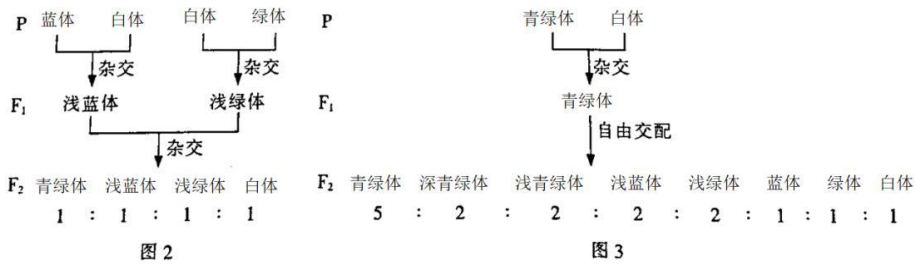 P 蓝体 白体 白体 绿体
杂交 杂交
F₁ 浅蓝体 浅绿体
杂交
F₂ 青绿体 浅蓝体 浅绿体 白体
1 : 1 : 1 : 1
图2
P 青绿体 白体
杂交
F₁ 青绿体
自由交配
F₂ 青绿体 深青绿体 浅青绿体 浅蓝体 浅绿体 蓝体 绿体 白体
5 : 2 : 2 : 2 : 2 : 1 : 1 : 1
图3